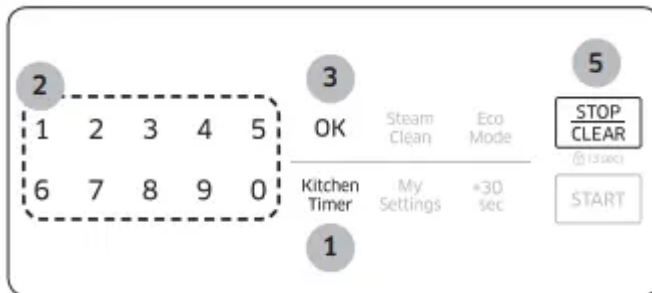 2
3
5
1 2 3 4 5
OK
Steam
Clean
Eco
Mode
STOP
CLEAR
(3 sec)
6 7 8 9 0
Kitchen
Timer
My
Settings
+30
sec
START
1